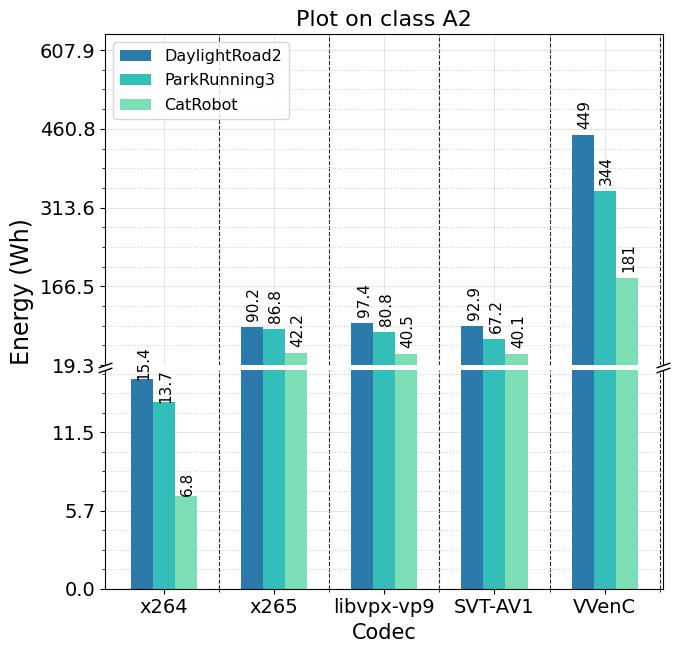 Plot on class A2
DaylightRoad2
ParkRunning3
CatRobot
Energy (Wh)
607.9
460.8
313.6
166.5
19.3
11.5
5.7
0.0
15.4
13.7
6.8
90.2
86.8
42.2
97.4
80.8
40.5
92.9
67.2
40.1
449
344
181
x264
x265
libvpx-vp9
SVT-AV1
VVenC
Codec